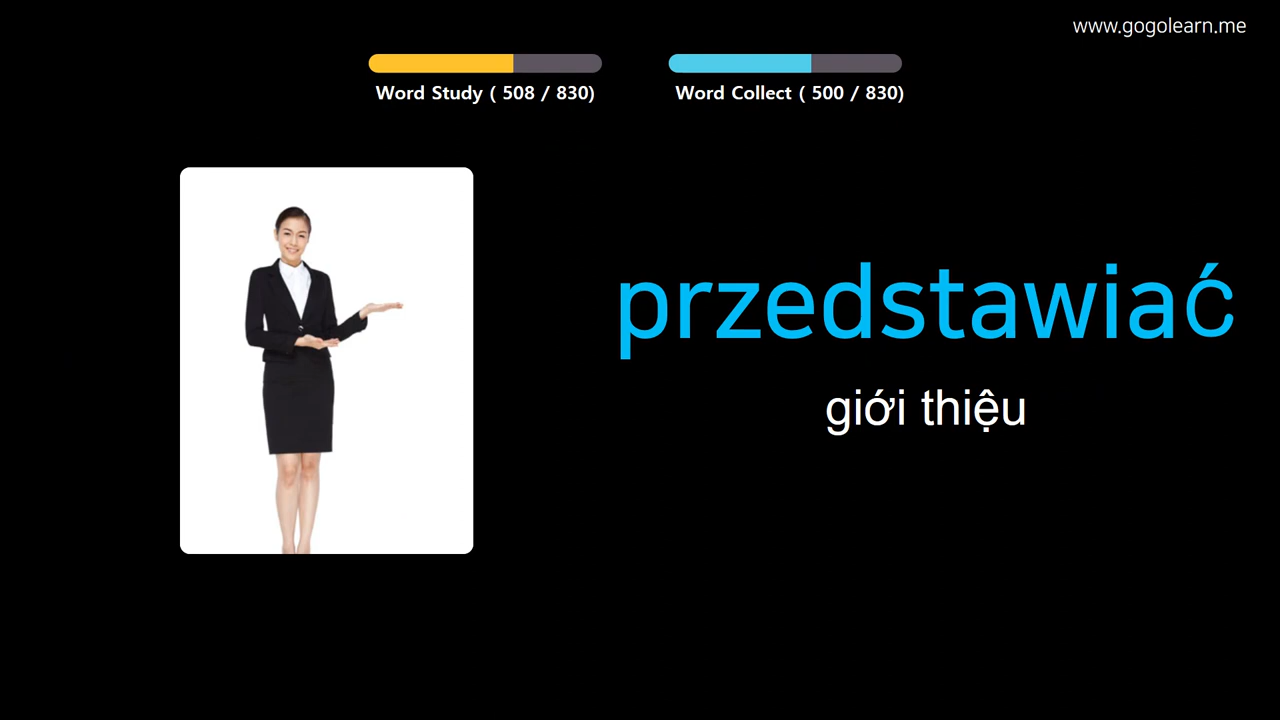 www.gogolearn.me
Word Study ( 508 / 830)
Word Collect ( 500 / 830)
przedstawiać
giới thiệu